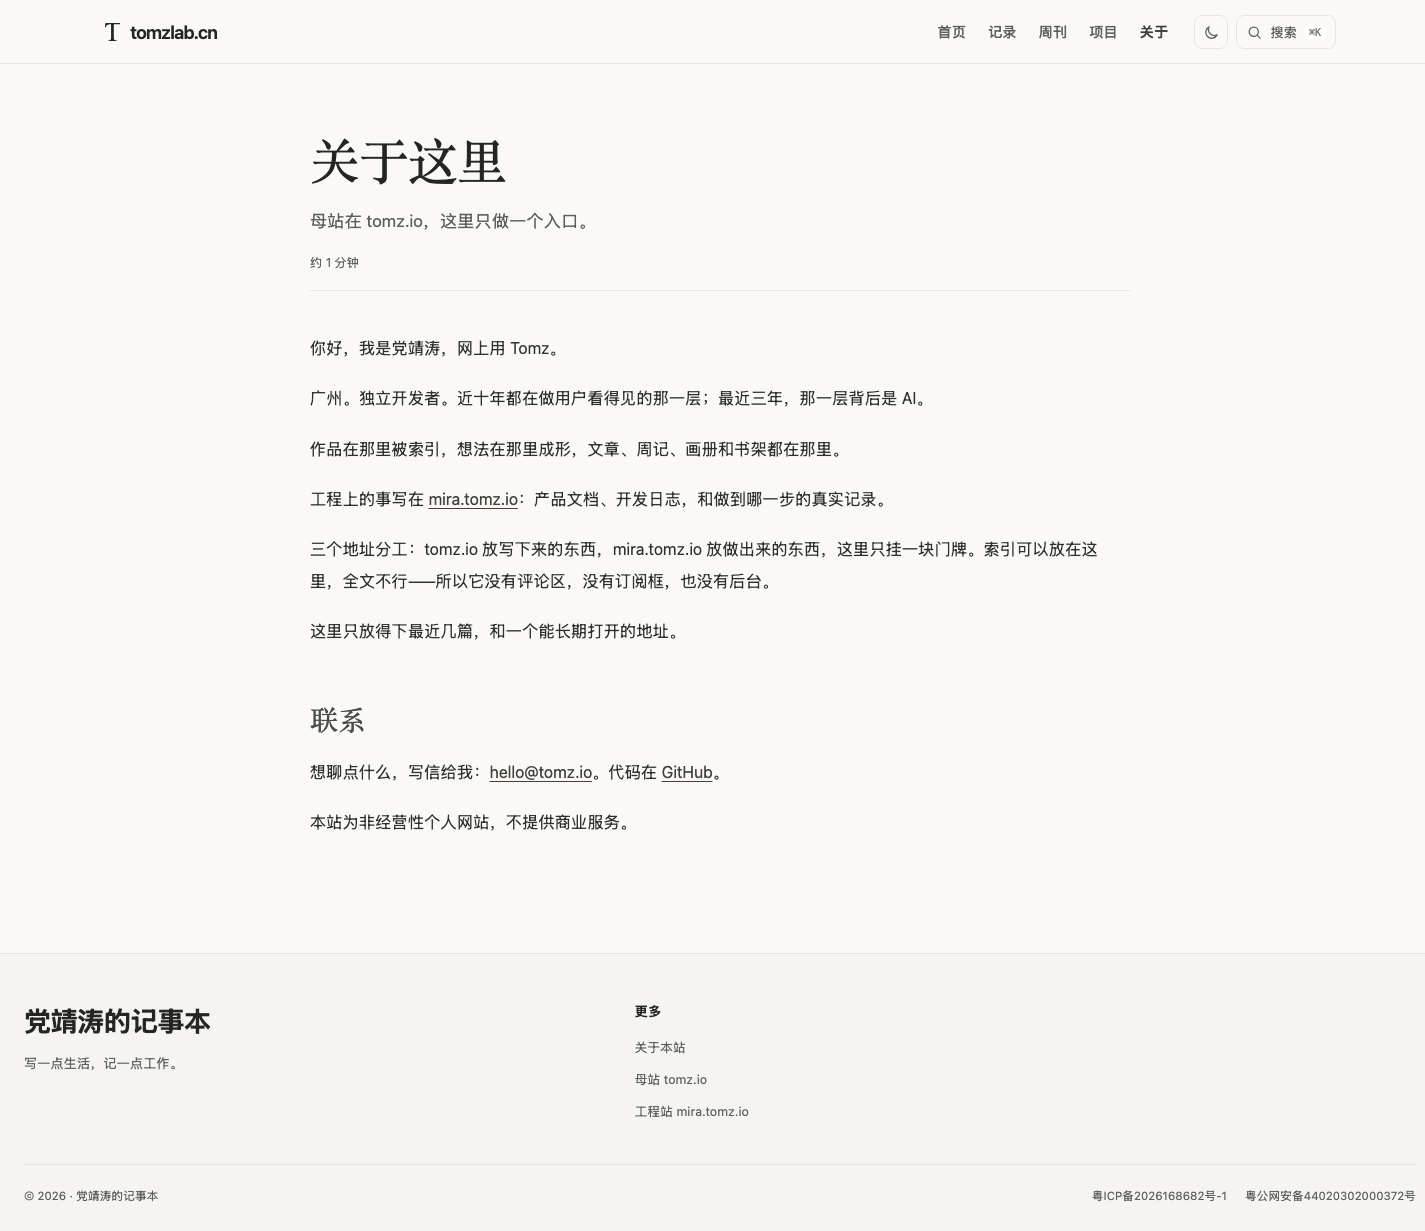 T tomzlab.cn
首页 记录 周刊 项目 关于 搜索 ⌘K
关于这里
母站在 tomz.io，这里只做一个入口。
约 1 分钟
你好，我是党靖涛，网上用 Tomz。
广州。独立开发者。近十年都在做用户看得见的那一层；最近三年，那一层背后是 AI。
作品在那里被索引，想法在那里成形，文章、周记、画册和书架都在那里。
工程上的事写在 mira.tomz.io：产品文档、开发日志，和做到哪一步的真实记录。
三个地址分工：tomz.io 放写下来的东西，mira.tomz.io 放做出来的东西，这里只挂一块门牌。索引可以放在这
里，全文不行——所以它没有评论区，没有订阅框，也没有后台。
这里只放得下最近几篇，和一个能长期打开的地址。
联系
想聊点什么，写信给我：hello@tomz.io。代码在 GitHub。
本站为非经营性个人网站，不提供商业服务。
党靖涛的记事本
写一点生活，记一点工作。
更多
关于本站
母站 tomz.io
工程站 mira.tomz.io
© 2026 · 党靖涛的记事本
粤ICP备2026168682号-1 粤公网安备44020302000372号